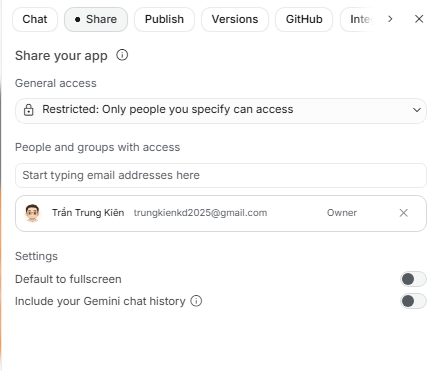 Chat Share Publish Versions GitHub Inte
Share your app
General access
Restricted: Only people you specify can access
People and groups with access
Start typing email addresses here
Trần Trung Kiên trungkienkd2025@gmail.com Owner
Settings
Default to fullscreen
Include your Gemini chat history